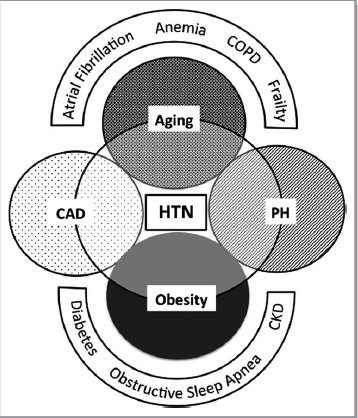 Atrial Fibrillation Anemia COPD Frailty
Aging
CAD
HTN
PH
Obesity
Diabetes Obstructive Sleep Apnea CKD